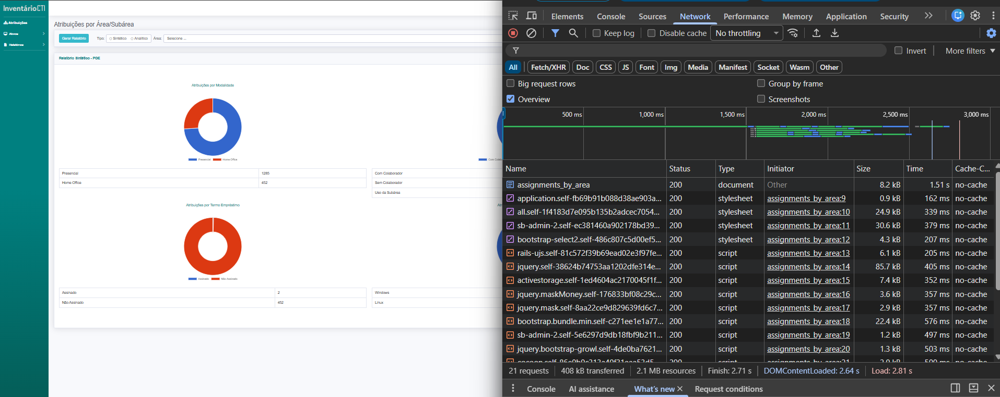 InventárioCTI
Atribuições
Ativos
Relatórios
Atribuições por Área/Subárea
Gerar Relatório Tipo: Sintético Analítico Área: Selecione ...
Relatório Sintético - PGE
Atribuições por Modalidade
Presencial Home Office
Com Colab
Presencial 1285
Home Office 452
Com Colaborador
Sem Colaborador
Uso da Subárea
Atribuições por Termo Empréstimo
Assinado Não Assinado
Assinado 2
Não Assinado 452
Windows
Linux
Elements Console Sources Network Performance Memory Application Security
Keep log Disable cache No throttling
Invert More filters
All Fetch/XHR Doc CSS JS Font Img Media Manifest Socket Wasm Other
Big request rows Group by frame
Overview Screenshots
500 ms 1,000 ms 1,500 ms 2,000 ms 2,500 ms 3,000 ms
Name Status Type Initiator Size Time Cache-C...
assignments_by_area 200 document Other 8.2 kB 1.51 s no-cache
application.self-fb69b91b088d38ae903a... 200 stylesheet assignments_by_area:9 0.9 kB 162 ms no-cache
all.self-1f4183d7e095b135b2adcec7054... 200 stylesheet assignments_by_area:10 24.9 kB 339 ms no-cache
sb-admin-2.self-ec381460a902178bd39... 200 stylesheet assignments_by_area:11 30.6 kB 379 ms no-cache
bootstrap-select2.self-486c807c5d00ef5... 200 stylesheet assignments_by_area:12 4.3 kB 207 ms no-cache
rails-ujs.self-81c572f39b69ead02e3f97fe... 200 script assignments_by_area:13 6.1 kB 205 ms no-cache
jquery.self-38624b74753aa1202dfe314e... 200 script assignments_by_area:14 85.7 kB 405 ms no-cache
activestorage.self-1ed4604ac2170045f1f... 200 script assignments_by_area:15 7.4 kB 352 ms no-cache
jquery.maskMoney.self-176833bf08c29c... 200 script assignments_by_area:16 3.6 kB 357 ms no-cache
jquery.mask.self-8aa22ce9d829639fd6c7... 200 script assignments_by_area:17 2.9 kB 357 ms no-cache
bootstrap.bundle.min.self-c271ee1e1a77... 200 script assignments_by_area:18 22.4 kB 576 ms no-cache
sb-admin-2.self-5e6297d9db18fbf9b211... 200 script assignments_by_area:19 1.2 kB 497 ms no-cache
jquery.bootstrap-growl.self-4de0ba7621... 200 script assignments_by_area:20 1.3 kB 503 ms no-cache
21 requests 408 kB transferred 2.1 MB resources Finish: 2.71 s DOMContentLoaded: 2.64 s Load: 2.81 s
Console AI assistance What's new Request conditions